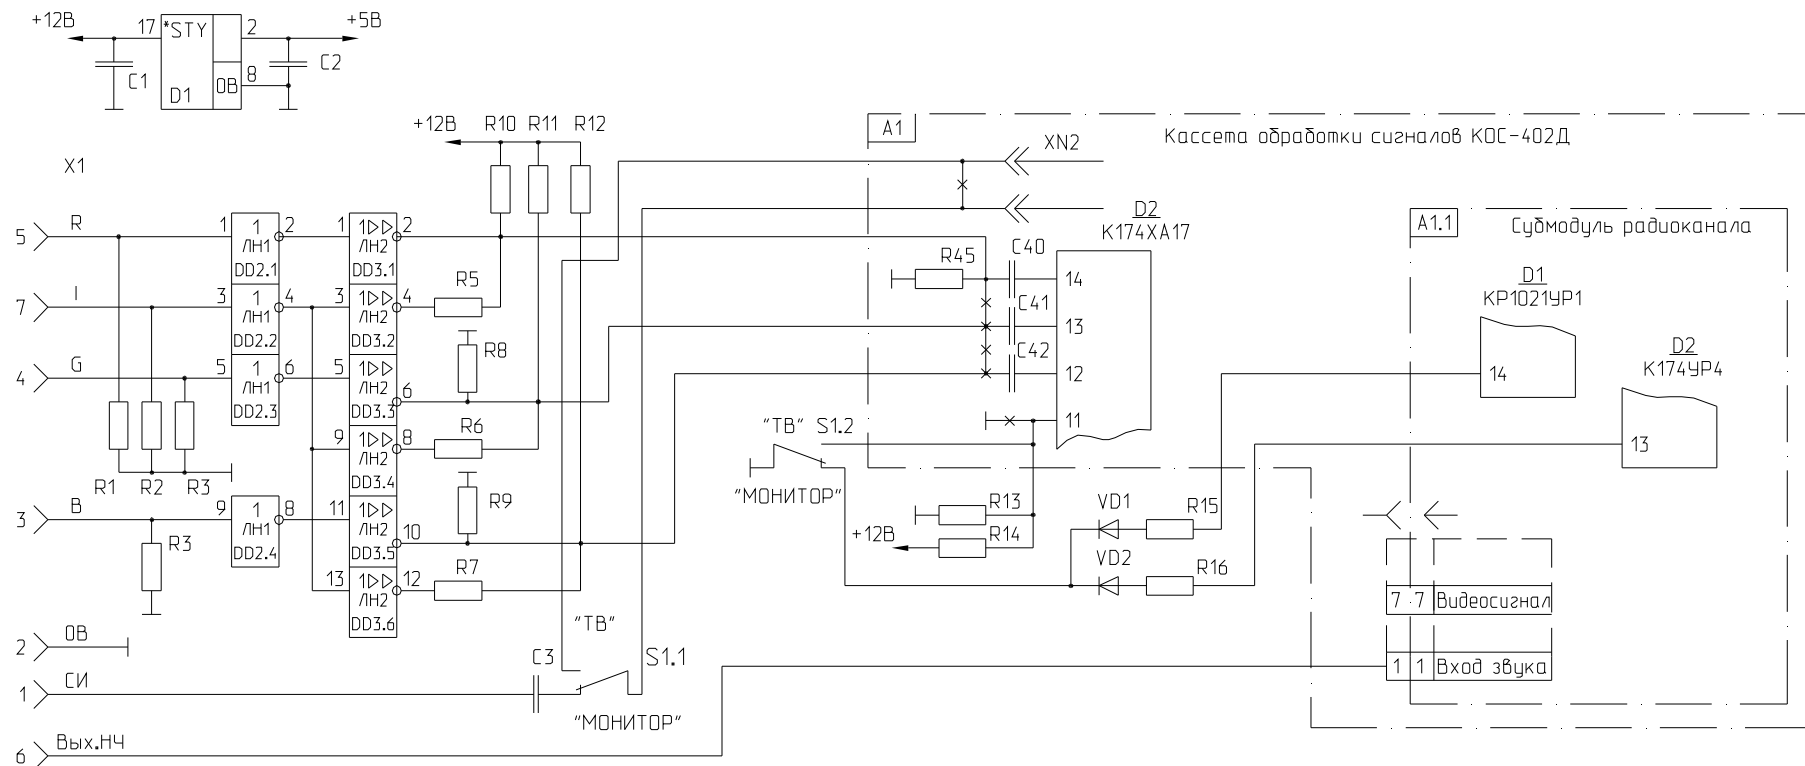 +12В 17 *STY 2 +5В
C1 D1 0В 8 C2
+12В R10 R11 R12
A1 Кассета обработки сигналов КОС-402Д
XN2
X1
5 R 1 1 2 1 1 2
ЛН1 ЛН2
DD2.1 DD3.1
7 I 3 1 4 3 1 4 R5
ЛН1 ЛН2
DD2.2 DD3.2
4 G 5 1 6 5 1 6 R8
ЛН1 ЛН2
DD2.3 DD3.3
9 1 8 R6
ЛН2
DD3.4
R1 R2 R3
3 B 9 1 8 11 1 10 R9
ЛН1 ЛН2
DD2.4 DD3.5
R3
13 1 12 R7
ЛН2
DD3.6
2 0В
1 СИ C3
"ТВ"
S1.1
"МОНИТОР"
6 Вых.НЧ
D2
К174ХА17
R45 C40 14
C41 13
C42 12
11
"ТВ" S1.2
"МОНИТОР"
R13
+12В R14
VD1 R15
VD2 R16
A1.1 Субмодуль радиоканала
D1
КР1021УР1
14
D2
К174УР4
13
7 7 Видеосигнал
1 1 Вход звука